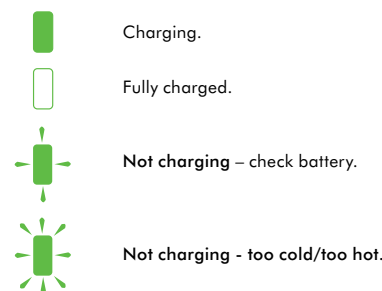 Charging.
Fully charged.
Not charging – check battery.
Not charging - too cold/too hot.